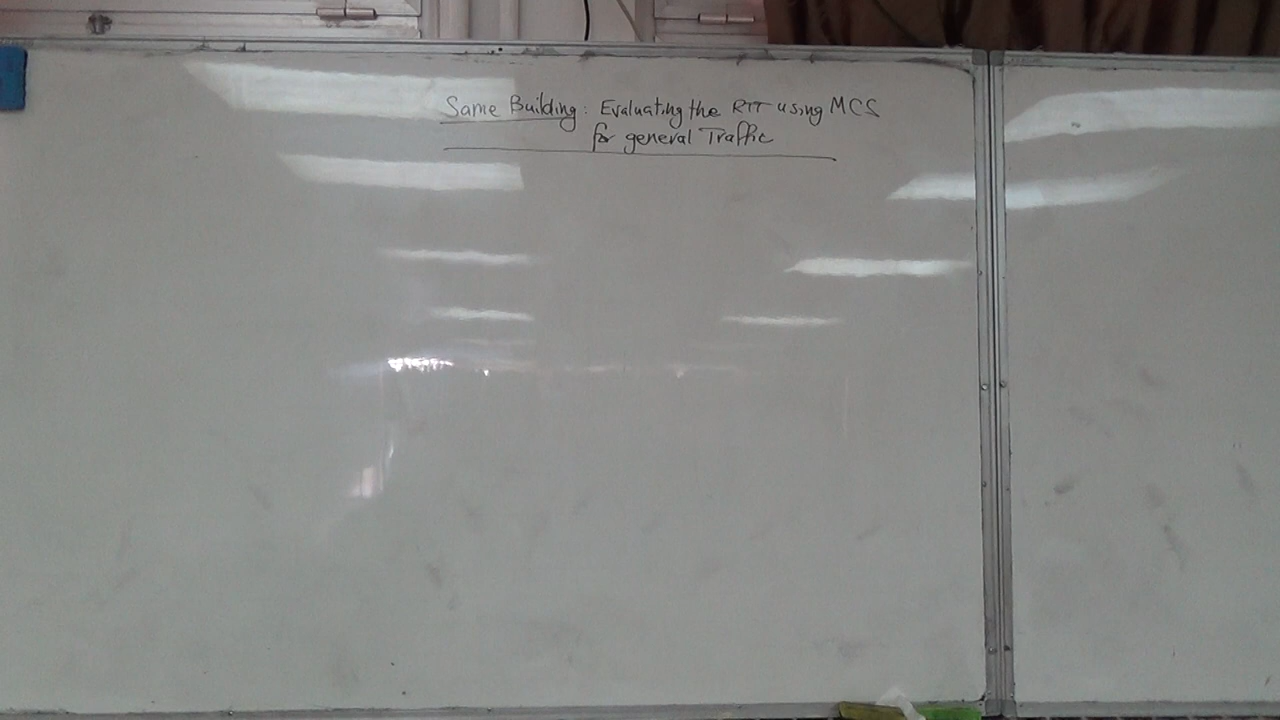 Same Building: Evaluating the RTT using MCS
for general Traffic